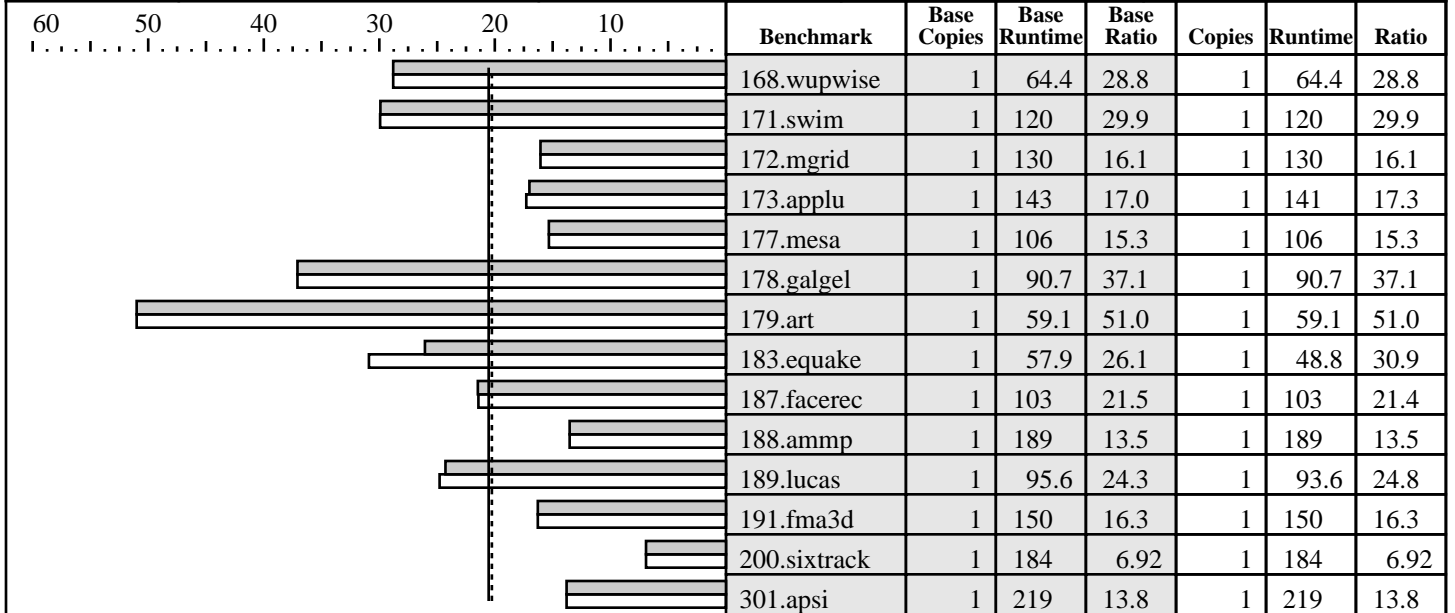 60 50 40 30 20 10
Benchmark Base Copies Base Runtime Base Ratio Copies Runtime Ratio
168.wupwise 1 64.4 28.8 1 64.4 28.8
171.swim 1 120 29.9 1 120 29.9
172.mgrid 1 130 16.1 1 130 16.1
173.applu 1 143 17.0 1 141 17.3
177.mesa 1 106 15.3 1 106 15.3
178.galgel 1 90.7 37.1 1 90.7 37.1
179.art 1 59.1 51.0 1 59.1 51.0
183.equake 1 57.9 26.1 1 48.8 30.9
187.facerec 1 103 21.5 1 103 21.4
188.ammp 1 189 13.5 1 189 13.5
189.lucas 1 95.6 24.3 1 93.6 24.8
191.fma3d 1 150 16.3 1 150 16.3
200.sixtrack 1 184 6.92 1 184 6.92
301.apsi 1 219 13.8 1 219 13.8